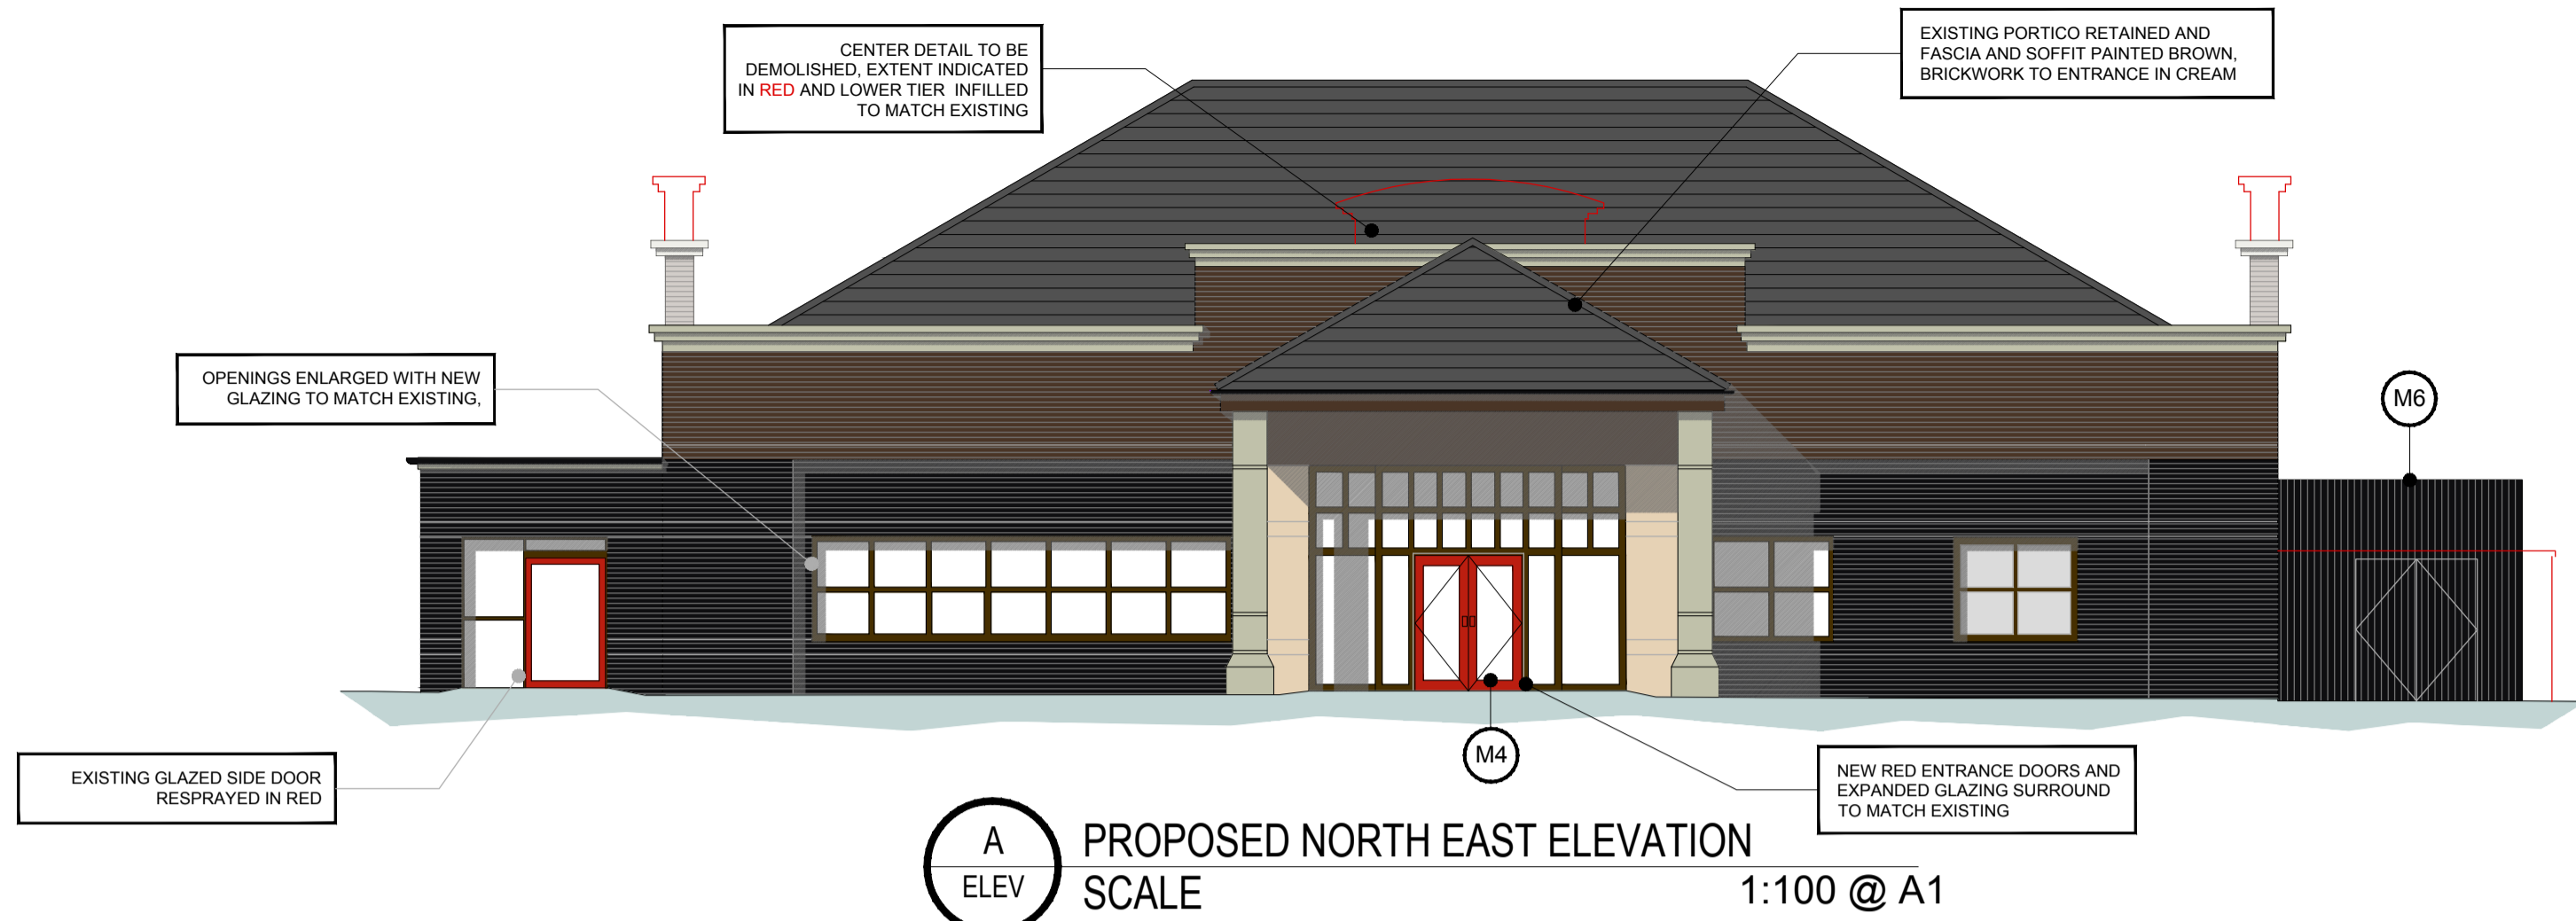 CENTER DETAIL TO BE
DEMOLISHED, EXTENT INDICATED
IN RED AND LOWER TIER INFILLED
TO MATCH EXISTING
EXISTING PORTICO RETAINED AND
FASCIA AND SOFFIT PAINTED BROWN,
BRICKWORK TO ENTRANCE IN CREAM
OPENINGS ENLARGED WITH NEW
GLAZING TO MATCH EXISTING,
M6
EXISTING GLAZED SIDE DOOR
RESPRAYED IN RED
M4
NEW RED ENTRANCE DOORS AND
EXPANDED GLAZING SURROUND
TO MATCH EXISTING
A
ELEV
PROPOSED NORTH EAST ELEVATION
SCALE 1:100 @ A1